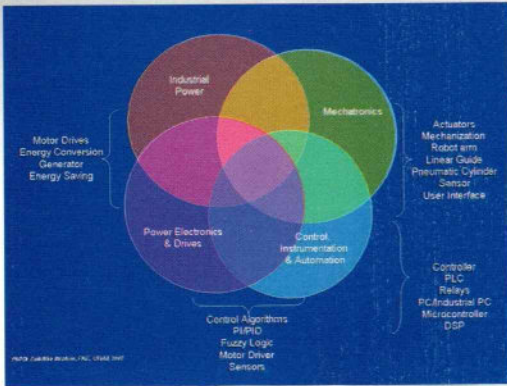 Industrial
Power
Mechatronics
Motor Drives
Energy Conversion
Generator
Energy Saving
Actuators
Mechanization
Robot arm
Linear Guide
Pneumatic Cylinder
Sensor
User Interface
Power Electronics
& Drives
Control,
Instrumentation
& Automation
Controller
PLC
Relays
PC/Industrial PC
Microcontroller
DSP
Control Algorithms
PI/PID
Fuzzy Logic
Motor Driver
Sensors